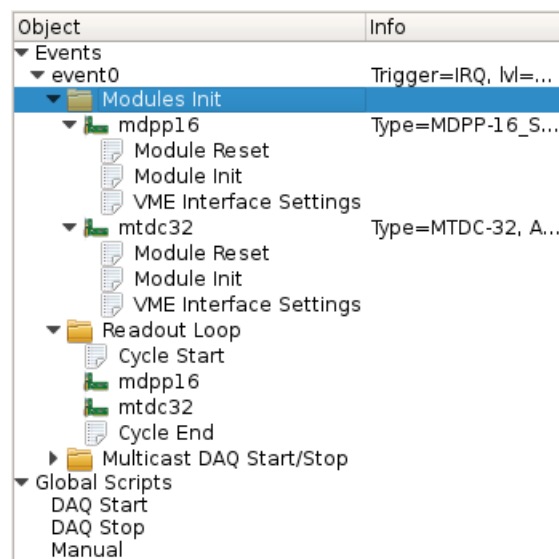 Object Info
Events
event0 Trigger=IRQ, lvl=...
Modules Init
mdpp16 Type=MDPP-16_S...
Module Reset
Module Init
VME Interface Settings
mtdc32 Type=MTDC-32, A...
Module Reset
Module Init
VME Interface Settings
Readout Loop
Cycle Start
mdpp16
mtdc32
Cycle End
Multicast DAQ Start/Stop
Global Scripts
DAQ Start
DAQ Stop
Manual